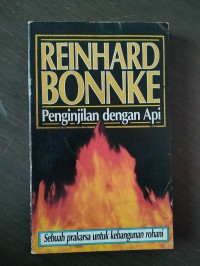 REINHARD
BONNKE
Penginjilan dengan Api
Sebuah prakarsa untuk kebangunan rohani